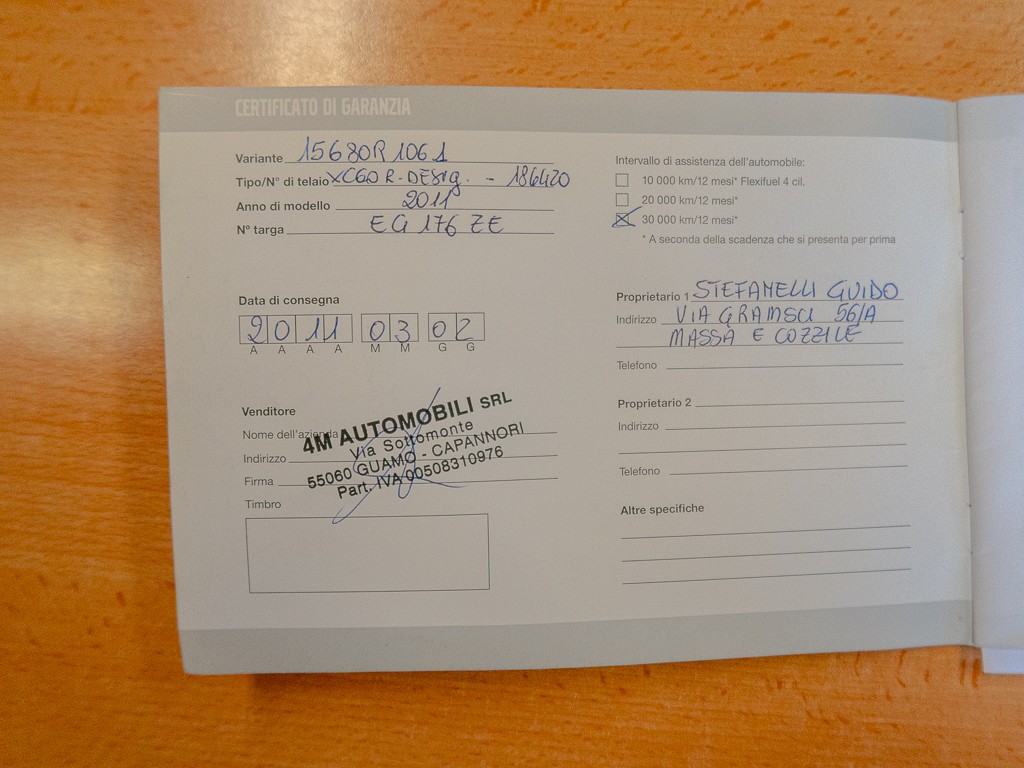 CERTIFICATO DI GARANZIA
Variante 15680R1061
Tipo/N° di telaio XC60 R-DESIg. - 186420
Anno di modello 2011
N° targa EG 176 ZE
Data di consegna
2011 03 02
A A A A M M G G
Venditore
Nome dell'azienda
Indirizzo
Firma
Timbro
4M AUTOMOBILI SRL
Via Sottomonte
55060 GUAMO - CAPANNORI
Part. IVA 00508310976
Intervallo di assistenza dell'automobile:
10 000 km/12 mesi* Flexifuel 4 cil.
20 000 km/12 mesi*
30 000 km/12 mesi*
* A seconda della scadenza che si presenta per prima
Proprietario 1 STEFANELLI GUIDO
Indirizzo VIA GRAMSCI 56/A
MASSA E COZZILE
Telefono
Proprietario 2
Indirizzo
Telefono
Altre specifiche